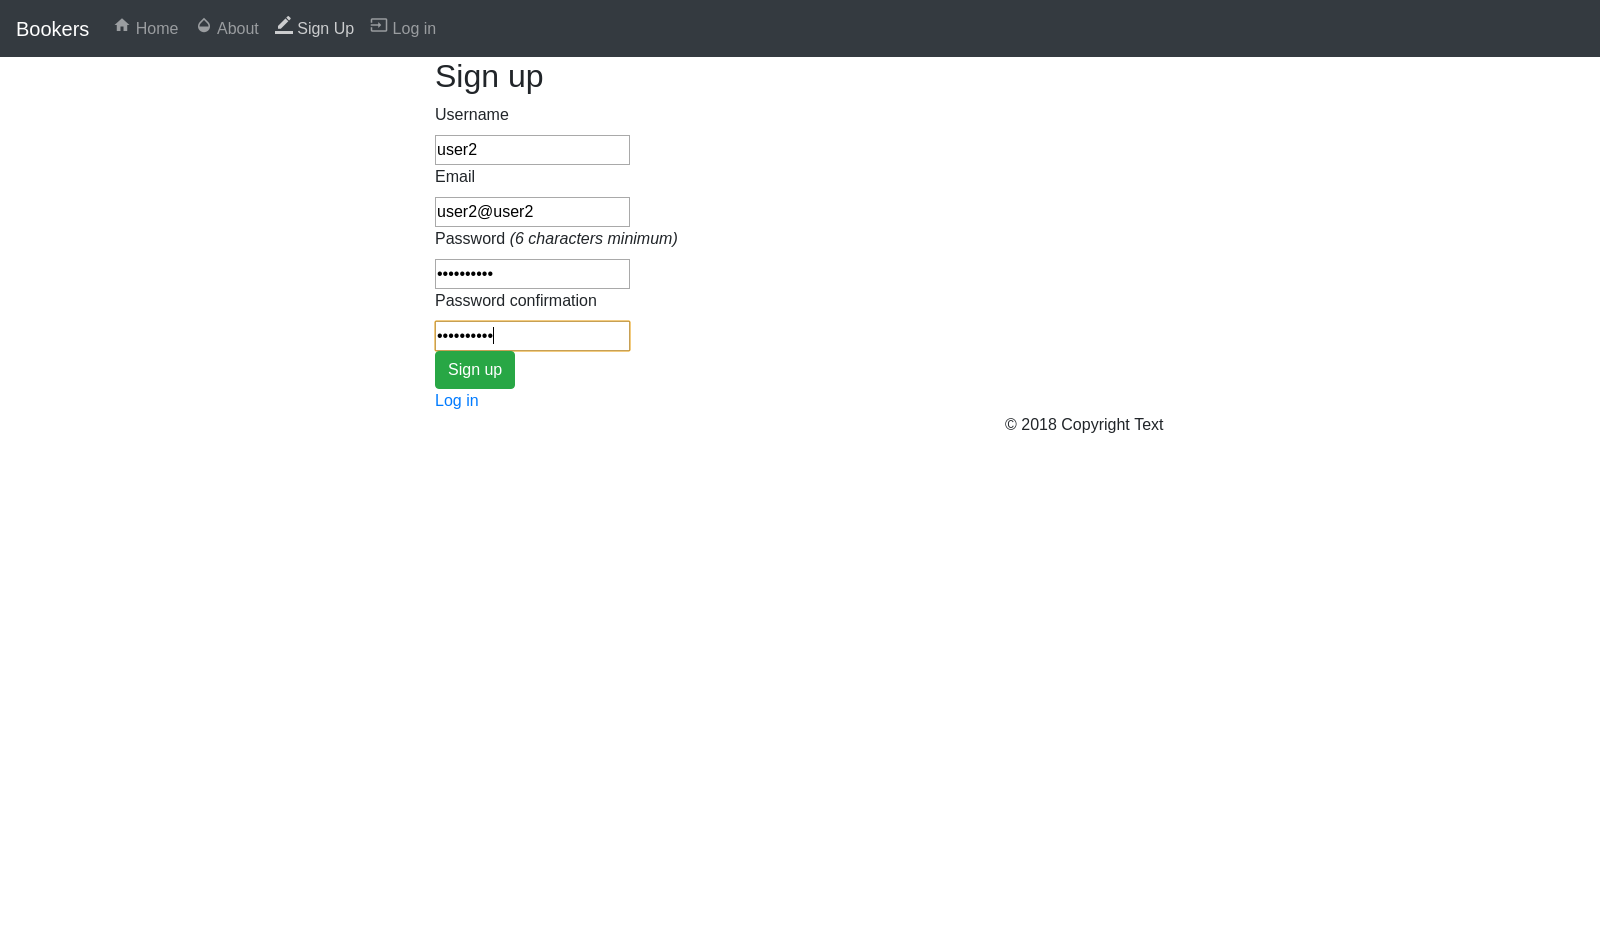 Bookers Home About Sign Up Log in
Sign up
Username
user2
Email
user2@user2
Password (6 characters minimum)
••••••••••
Password confirmation
••••••••••
Sign up
Log in
© 2018 Copyright Text